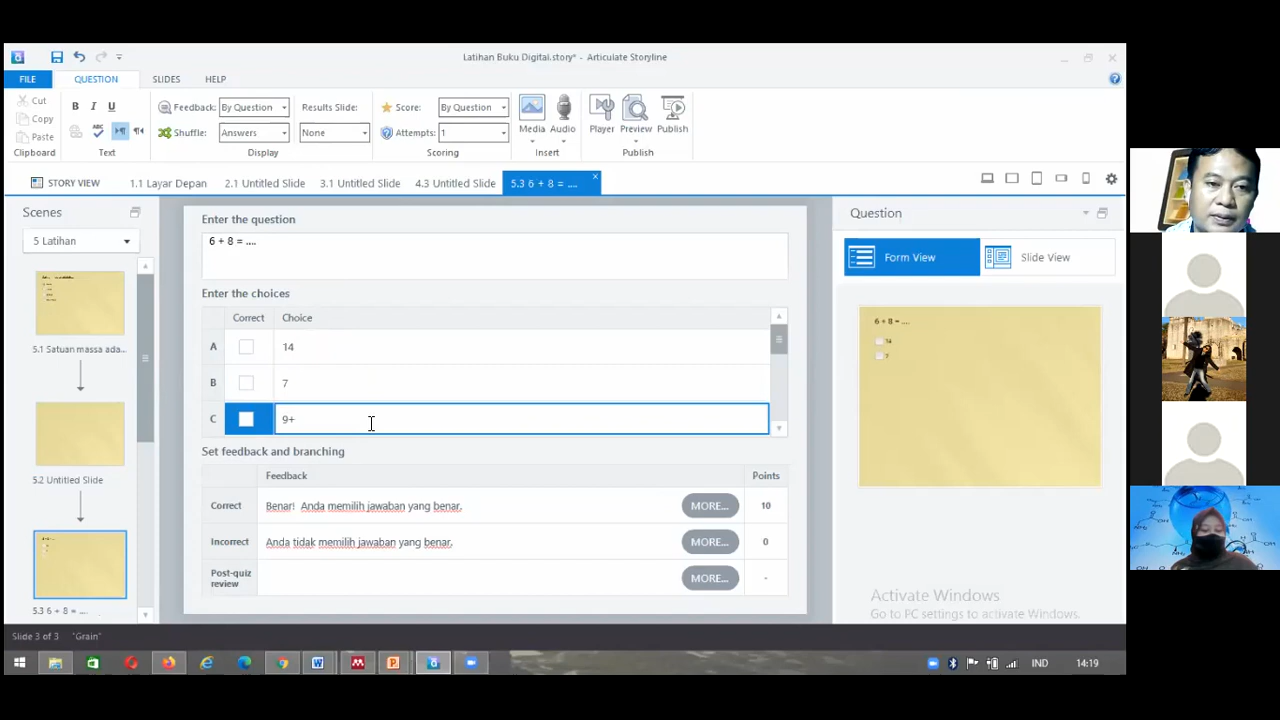 Latihan Buku Digital.story* - Articulate Storyline
FILE
QUESTION
SLIDES
HELP
Cut
Copy
Paste
Clipboard
B I U
ABC
Text
Feedback: By Question
Shuffle: Answers
Results Slide:
None
Display
Score: By Question
Attempts: 1
Scoring
Media
Audio
Insert
Player
Preview
Publish
Publish
STORY VIEW
1.1 Layar Depan
2.1 Untitled Slide
3.1 Untitled Slide
4.3 Untitled Slide
5.3 6 + 8 = ....
Scenes
5 Latihan
5.1 Satuan massa ada...
5.2 Untitled Slide
5.3 6 + 8 = ....
Enter the question
6 + 8 = ....
Enter the choices
Correct Choice
A 14
B 7
C 9+
Set feedback and branching
Feedback Points
Correct Benar! Anda memilih jawaban yang benar. MORE... 10
Incorrect Anda tidak memilih jawaban yang benar. MORE... 0
Post-quiz
review MORE... -
Question
Form View
Slide View
6 + 8 = ....
14
7
Activate Windows
Go to PC settings to activate Windows.
Slide 3 of 3 "Grain"
IND 14:19